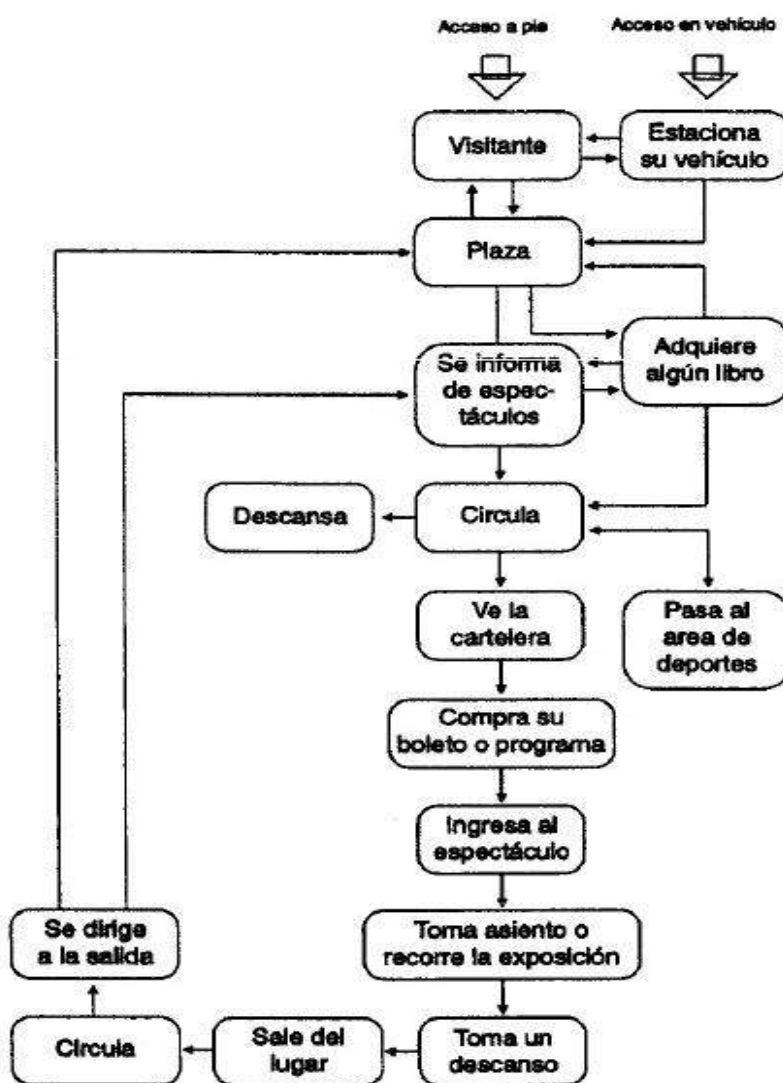 Acceso a pie
Acceso en vehículo
Visitante
Estaciona
su vehículo
Plaza
Se informa
de espec-
táculos
Adquiere
algún libro
Descansa
Circula
Ve la
cartelera
Pasa al
area de
deportes
Compra su
boleto o programa
Ingresa al
espectáculo
Toma asiento o
recorre la exposición
Se dirige
a la salida
Circula
Sale del
lugar
Toma un
descanso